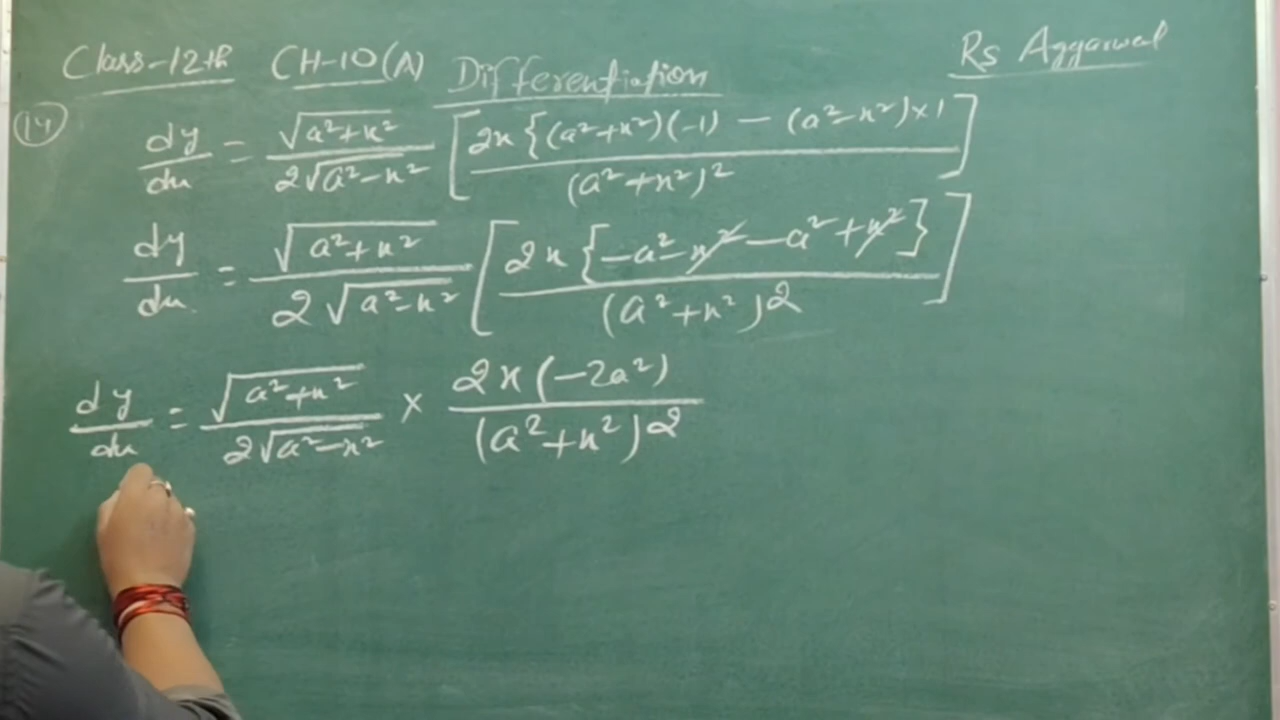 Class-12th CH-10(A) Differentiation Rs Aggarwal
(14) dy/dx = √(a²+x²) / 2√(a²-x²) [2x{(a²+x²)(-1) - (a²-x²)×1 / (a²+x²)²]
dy/dx = √(a²+x²) / 2√(a²-x²) [2x{-a²-x²-a²+x²} / (a²+x²)²]
dy/dx = √(a²+x²) / 2√(a²-x²) × 2x(-2a²) / (a²+x²)²